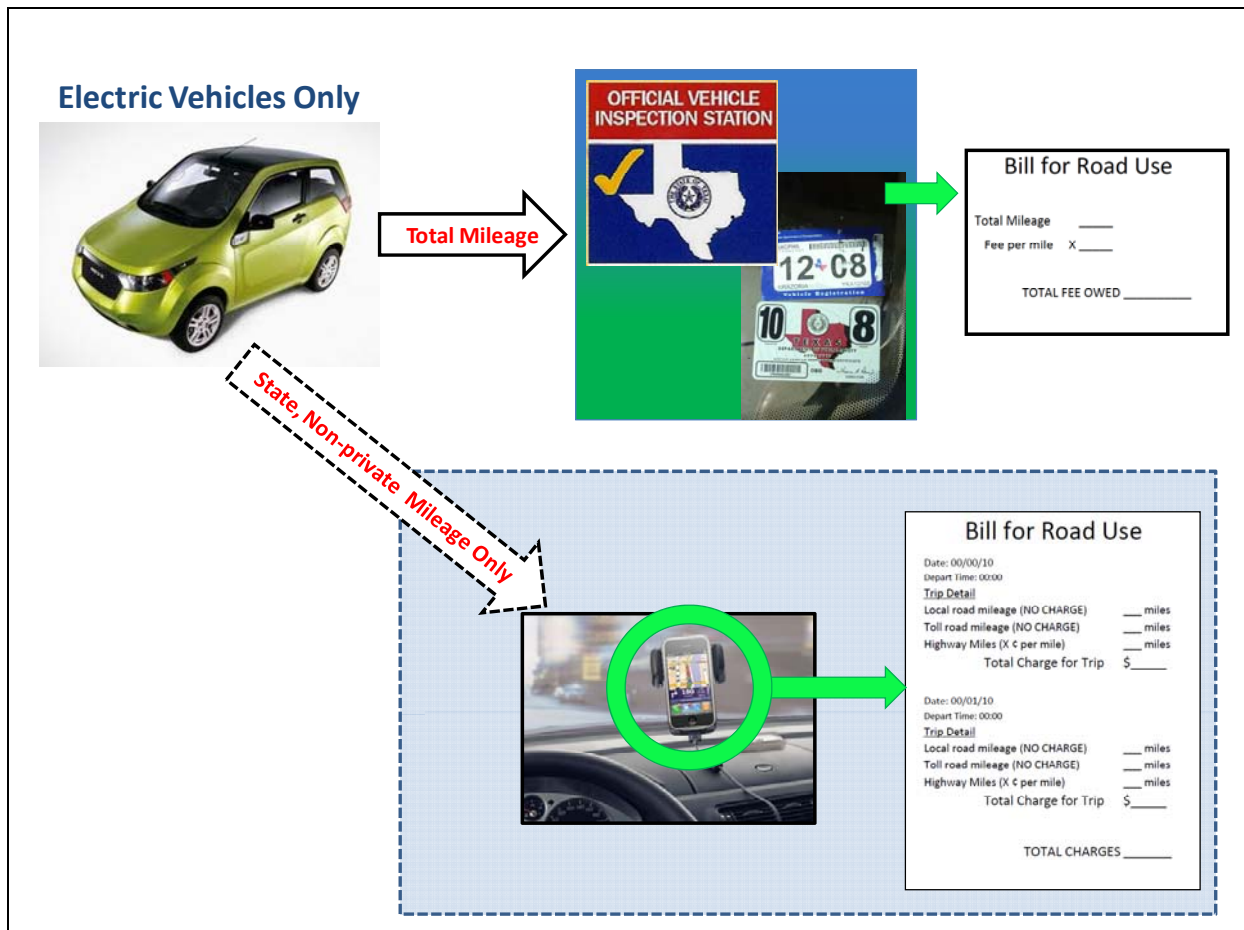 Electric Vehicles Only
Total Mileage
OFFICIAL VEHICLE
INSPECTION STATION
12 08
Vehicle Registration
10 8
TEXAS
Bill for Road Use
Total Mileage _____
Fee per mile X _____
TOTAL FEE OWED __________
State, Non-private Mileage Only
Bill for Road Use
Date: 00/00/10
Depart Time: 00:00
Trip Detail
Local road mileage (NO CHARGE) ___ miles
Toll road mileage (NO CHARGE) ___ miles
Highway Miles (X ¢ per mile) ___ miles
Total Charge for Trip $_____
Date: 00/01/10
Depart Time: 00:00
Trip Detail
Local road mileage (NO CHARGE) ___ miles
Toll road mileage (NO CHARGE) ___ miles
Highway Miles (X ¢ per mile) ___ miles
Total Charge for Trip $_____
TOTAL CHARGES _______